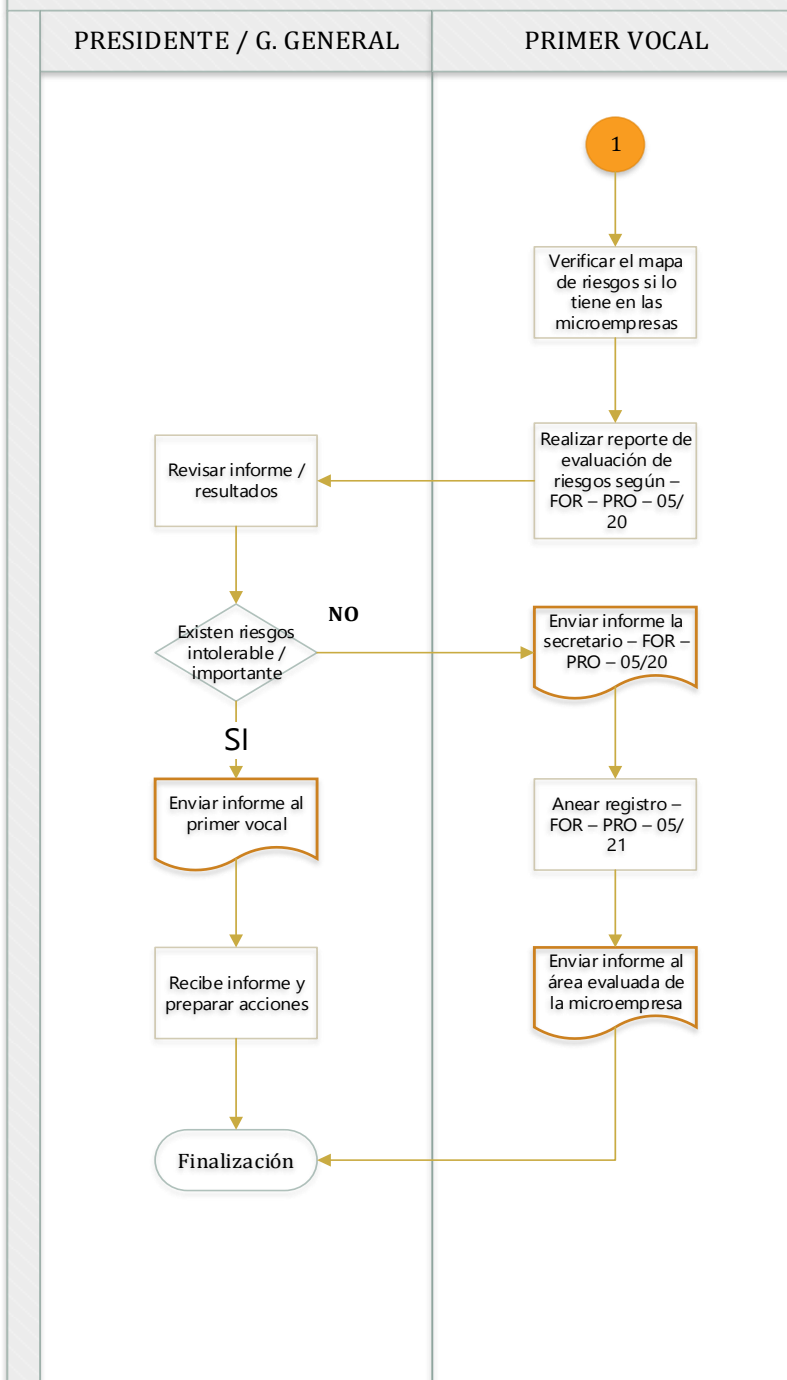 PRESIDENTE / G. GENERAL
PRIMER VOCAL
1
Verificar el mapa
de riesgos si lo
tiene en las
microempresas
Realizar reporte de
evaluación de
riesgos según –
FOR – PRO – 05/
20
Revisar informe /
resultados
Existen riesgos
intolerable /
importante
NO
Enviar informe la
secretario – FOR –
PRO – 05/20
SI
Enviar informe al
primer vocal
Anear registro –
FOR – PRO – 05/
21
Recibe informe y
preparar acciones
Enviar informe al
área evaluada de
la microempresa
Finalización